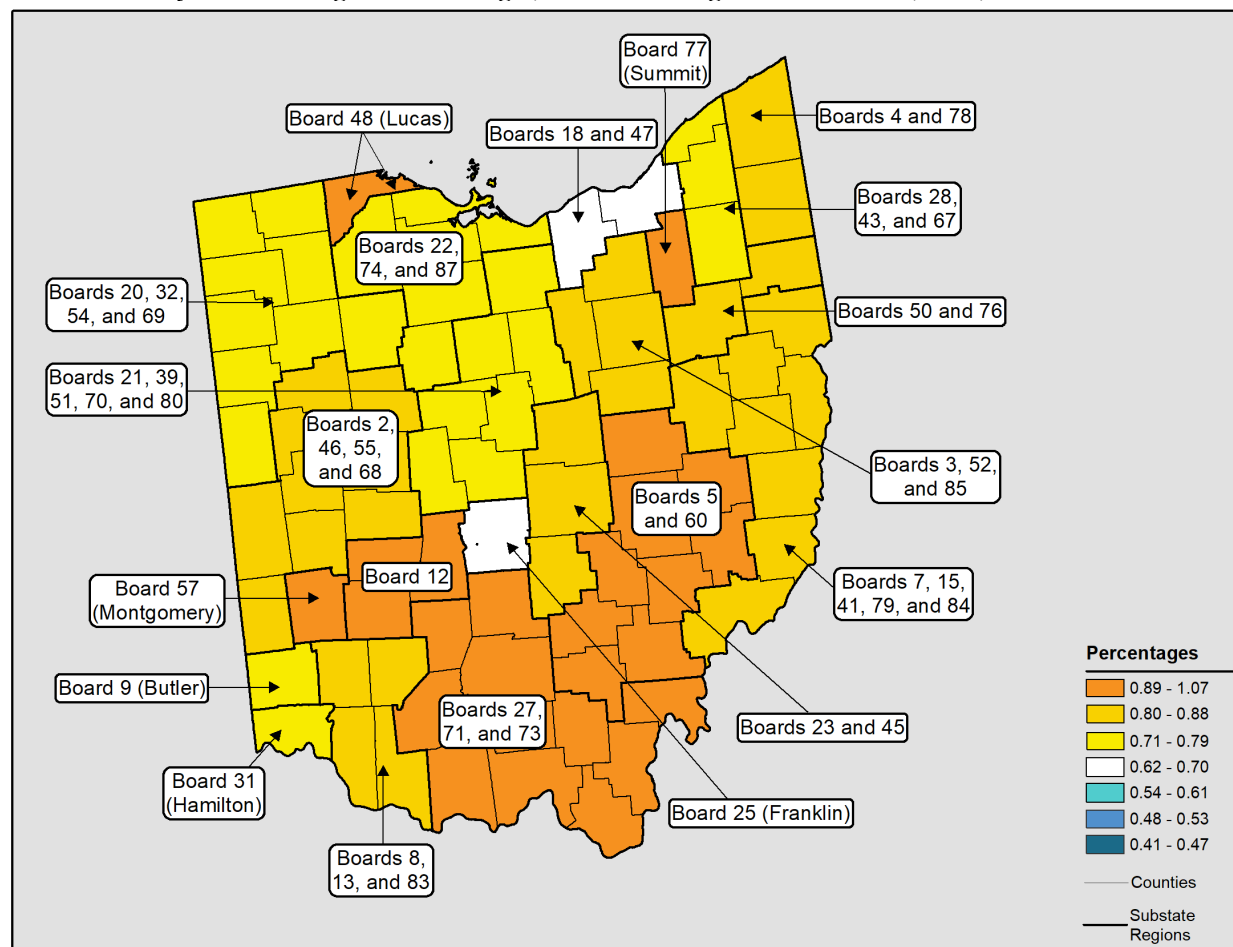 Board 77
(Summit)
Board 48 (Lucas)
Boards 18 and 47
Boards 4 and 78
Boards 28,
43, and 67
Boards 22,
74, and 87
Boards 20, 32,
54, and 69
Boards 50 and 76
Boards 21, 39,
51, 70, and 80
Boards 2,
46, 55,
and 68
Boards 3, 52,
and 85
Boards 5
and 60
Board 12
Board 57
(Montgomery)
Boards 7, 15,
41, 79, and 84
Board 9 (Butler)
Boards 27,
71, and 73
Boards 23 and 45
Board 31
(Hamilton)
Board 25 (Franklin)
Boards 8,
13, and 83
Percentages
0.89 - 1.07
0.80 - 0.88
0.71 - 0.79
0.62 - 0.70
0.54 - 0.61
0.48 - 0.53
0.41 - 0.47
Counties
Substate
Regions